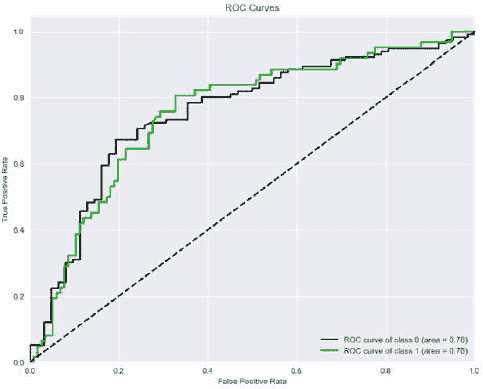 ROC Curves
True Positive Rate
1.0
0.8
0.6
0.4
0.2
0.0
0.0 0.2 0.4 0.6 0.8 1.0
False Positive Rate
ROC curve of class 0 (area = 0.76)
ROC curve of class 1 (area = 0.76)